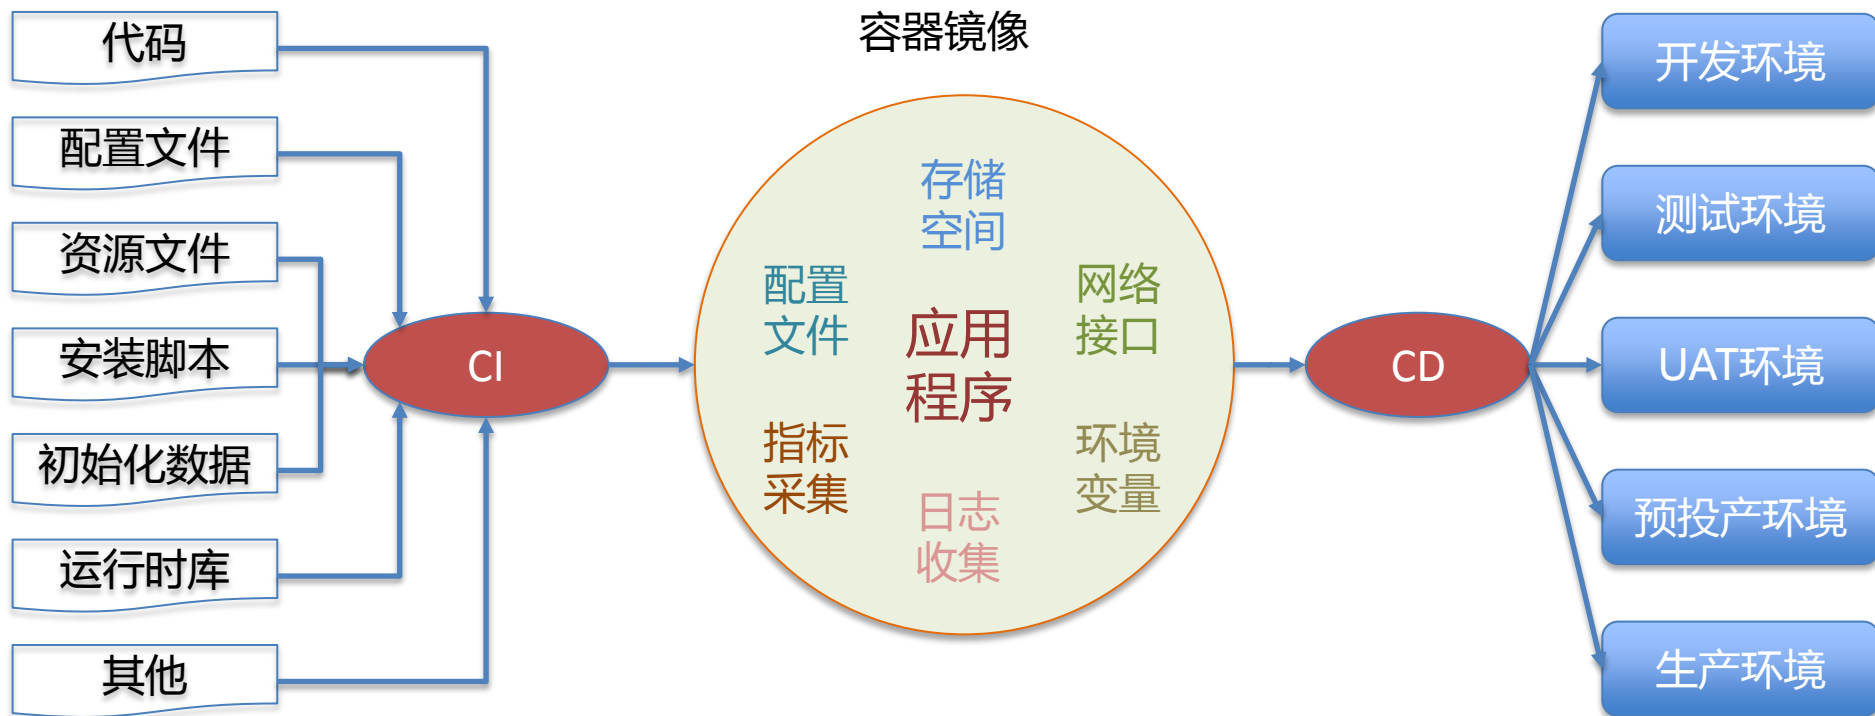 代码
配置文件
资源文件
安装脚本
初始化数据
运行时库
其他
CI
容器镜像
存储
空间
配置
文件
网络
接口
应用
程序
指标
采集
环境
变量
日志
收集
CD
开发环境
测试环境
UAT环境
预投产环境
生产环境